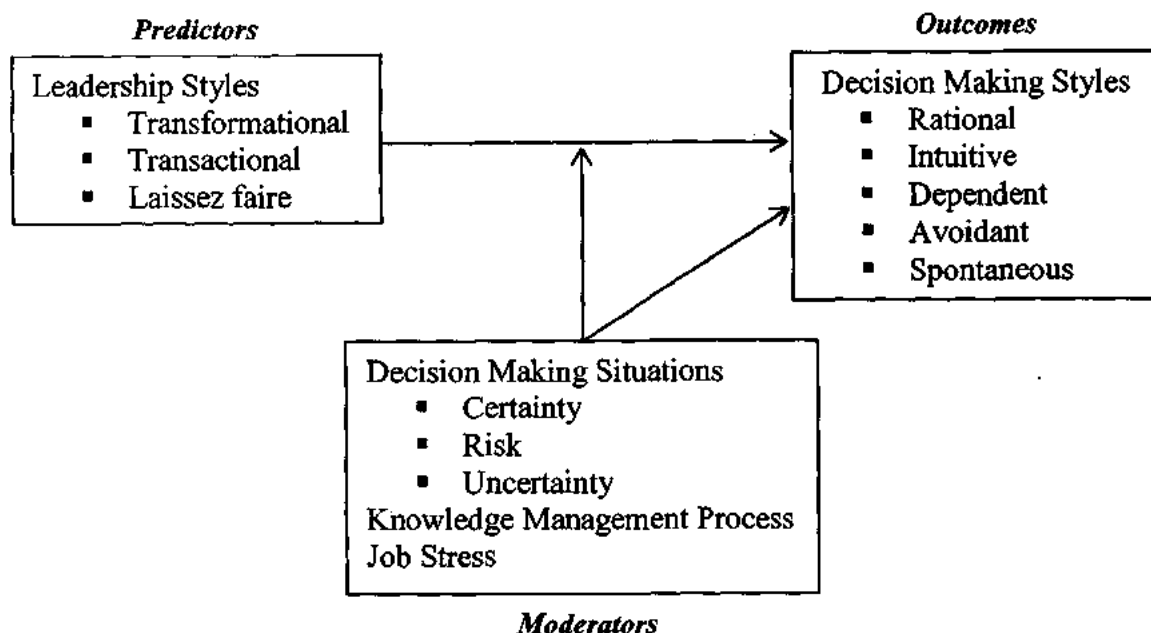 Predictors
Leadership Styles
▪ Transformational
▪ Transactional
▪ Laissez faire
Outcomes
Decision Making Styles
▪ Rational
▪ Intuitive
▪ Dependent
▪ Avoidant
▪ Spontaneous
Decision Making Situations
▪ Certainty
▪ Risk
▪ Uncertainty
Knowledge Management Process
Job Stress
Moderators